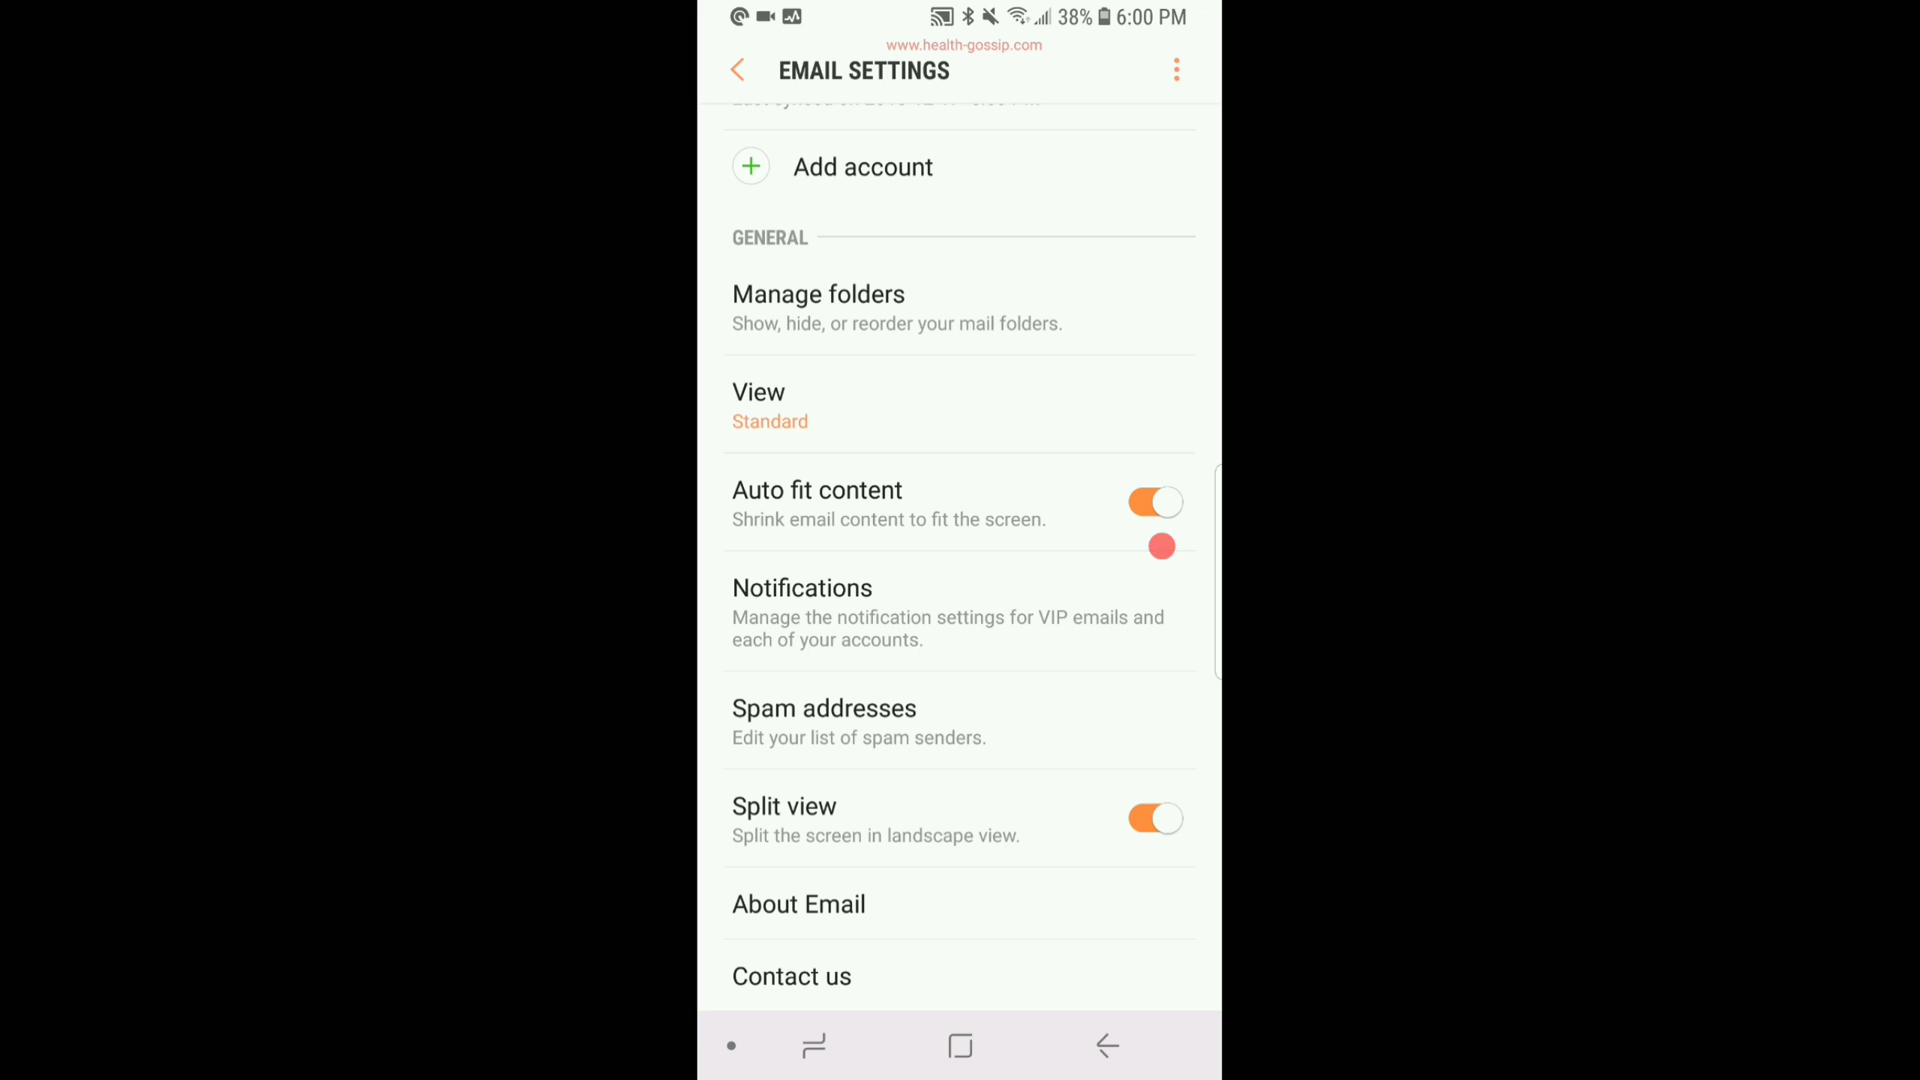 38% 6:00 PM
www.health-gossip.com
EMAIL SETTINGS
Add account
GENERAL
Manage folders
Show, hide, or reorder your mail folders.
View
Standard
Auto fit content
Shrink email content to fit the screen.
Notifications
Manage the notification settings for VIP emails and
each of your accounts.
Spam addresses
Edit your list of spam senders.
Split view
Split the screen in landscape view.
About Email
Contact us